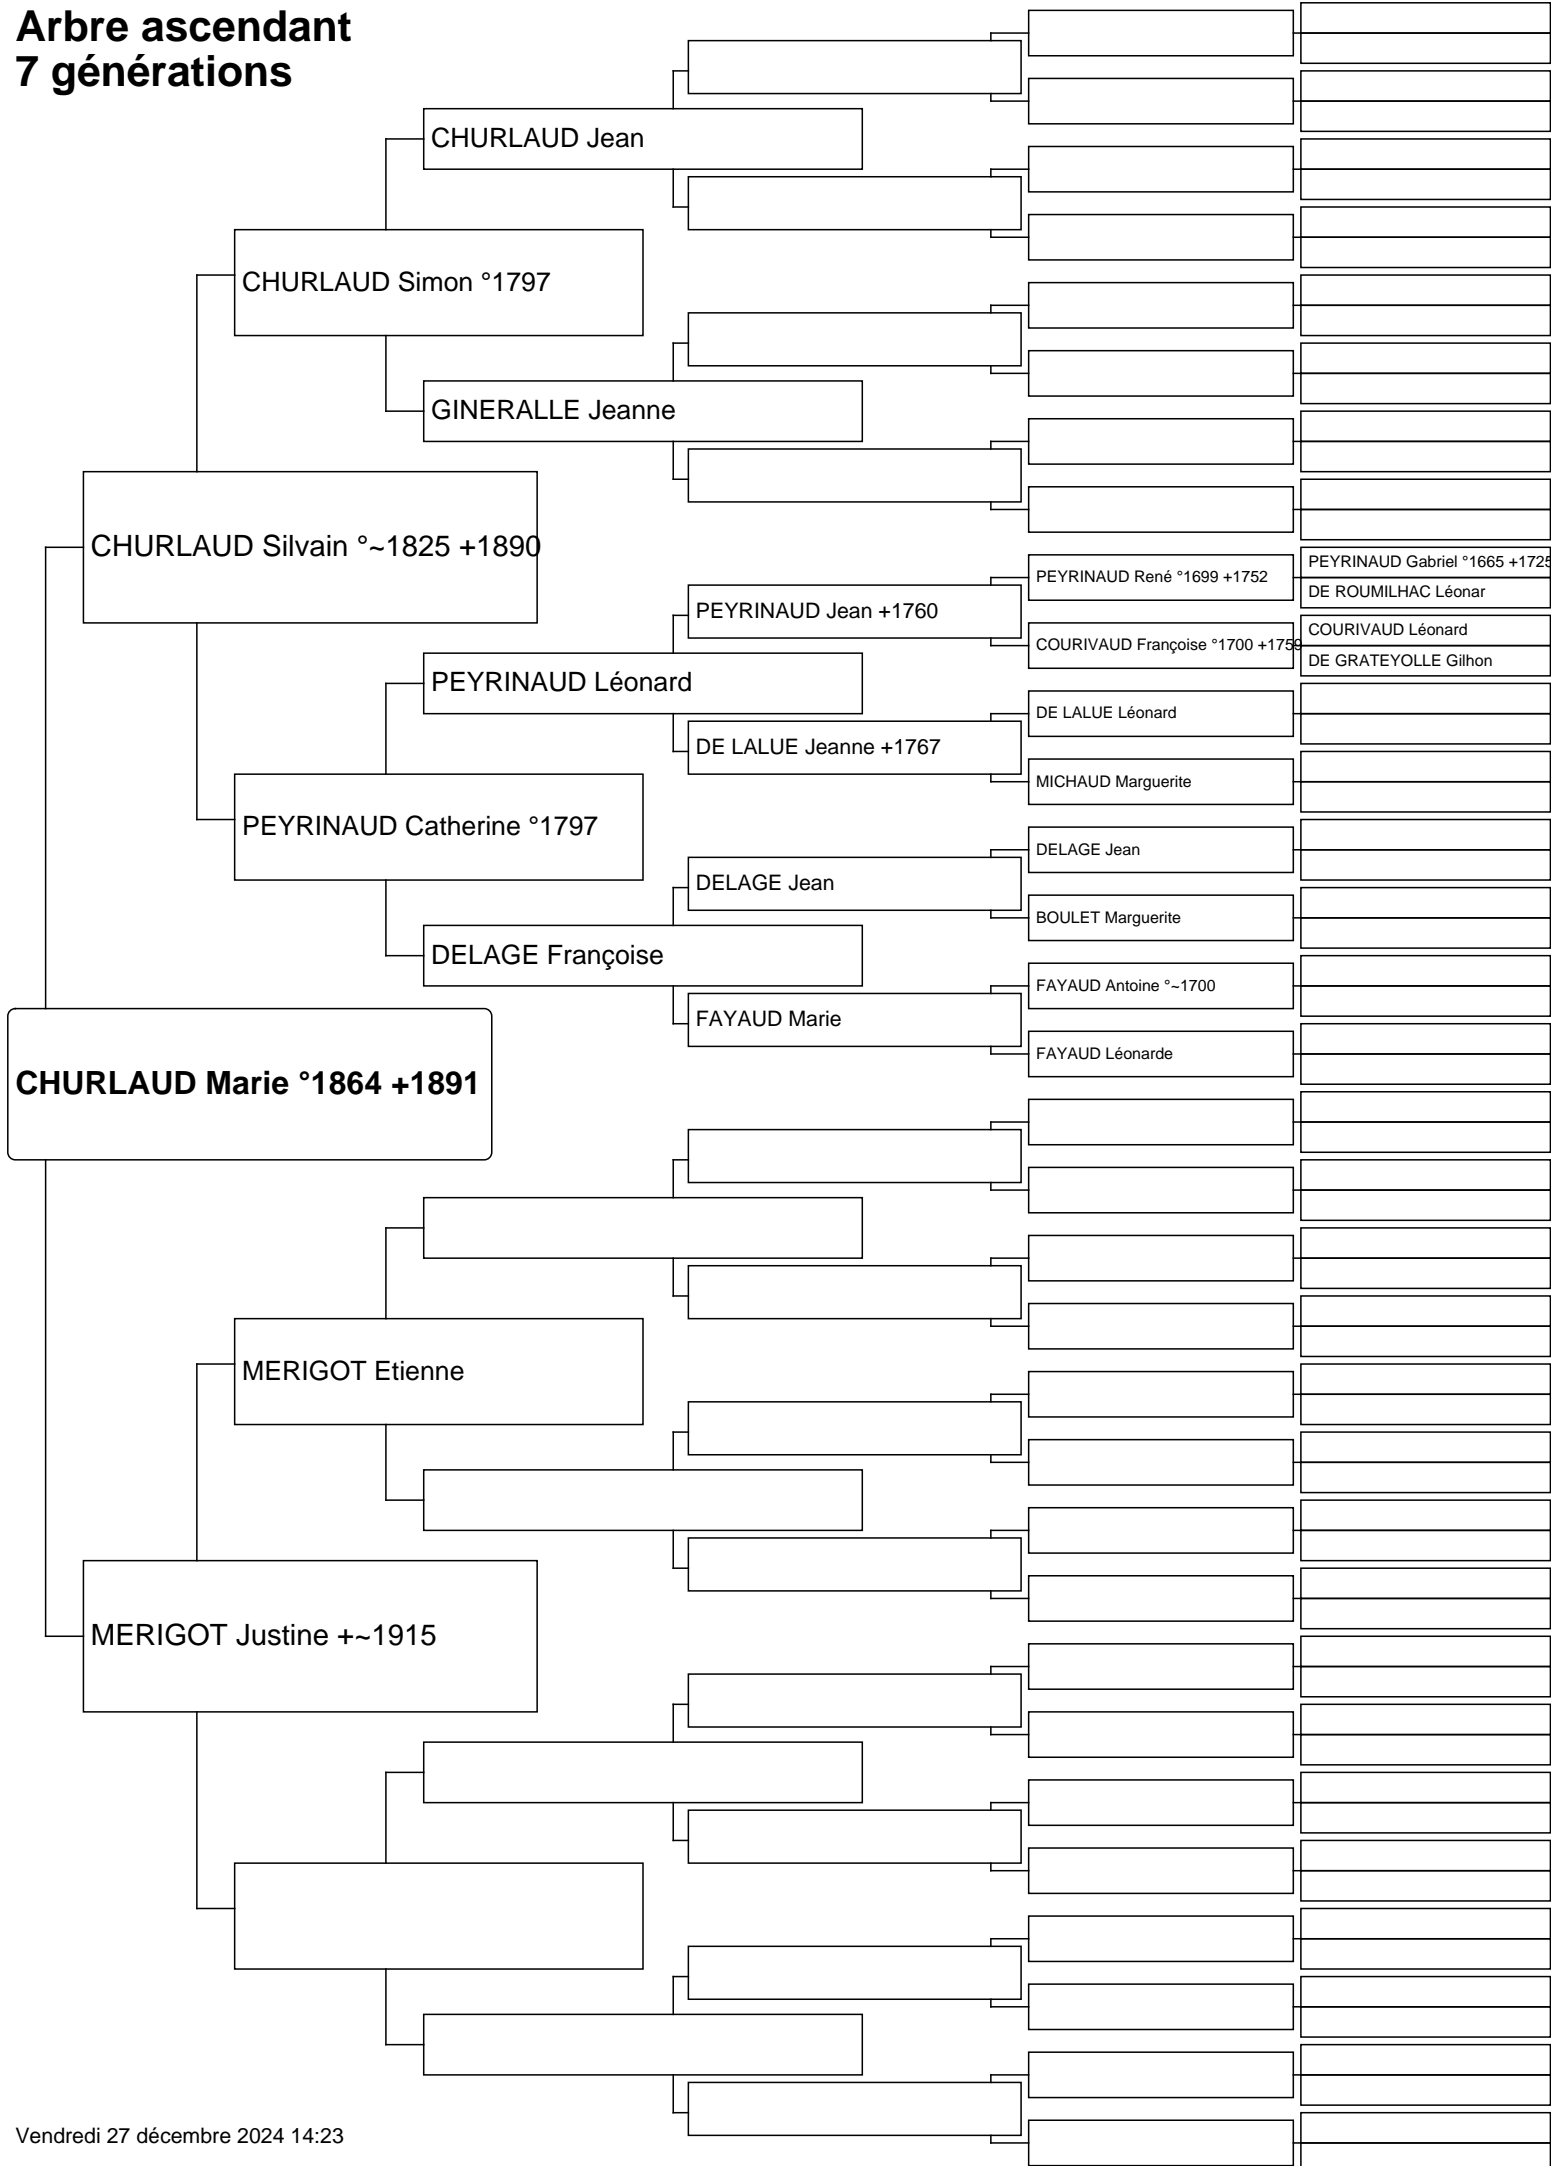 Arbre ascendant
7 générations
CHURLAUD Jean
CHURLAUD Simon °1797
GINERALLE Jeanne
CHURLAUD Silvain °~1825 +1890
PEYRINAUD René °1699 +1752
PEYRINAUD Gabriel °1665 +1725
DE ROUMILHAC Léonar
PEYRINAUD Jean +1760
COURIVAUD Françoise °1700 +1759
COURIVAUD Léonard
DE GRATEYOLLE Gilhon
PEYRINAUD Léonard
DE LALUE Léonard
DE LALUE Jeanne +1767
MICHAUD Marguerite
PEYRINAUD Catherine °1797
DELAGE Jean
DELAGE Jean
BOULET Marguerite
DELAGE Françoise
FAYAUD Antoine °~1700
FAYAUD Marie
FAYAUD Léonarde
CHURLAUD Marie °1864 +1891
MERIGOT Etienne
MERIGOT Justine +~1915
Vendredi 27 décembre 2024 14:23